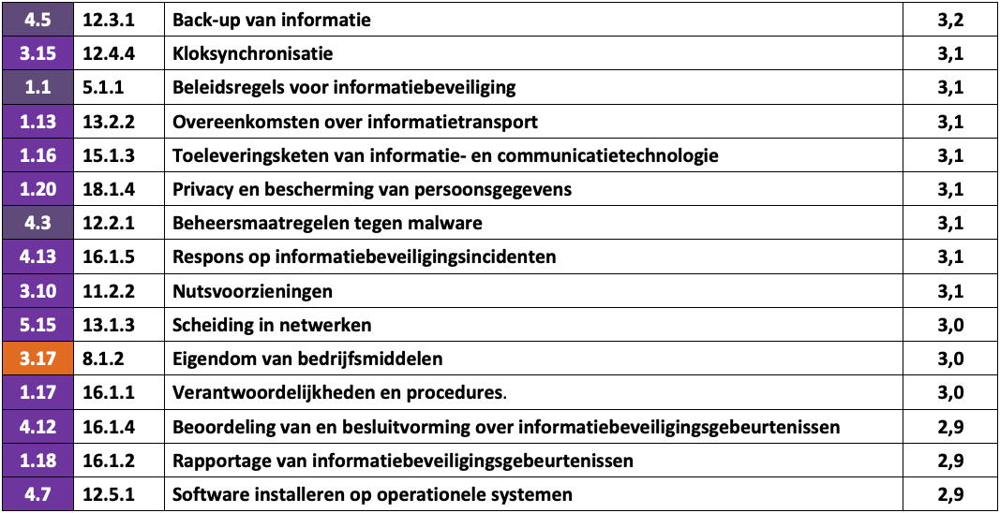 4.5 12.3.1 Back-up van informatie 3,2
3.15 12.4.4 Kloksynchronisatie 3,1
1.1 5.1.1 Beleidsregels voor informatiebeveiliging 3,1
1.13 13.2.2 Overeenkomsten over informatietransport 3,1
1.16 15.1.3 Toeleveringsketen van informatie- en communicatietechnologie 3,1
1.20 18.1.4 Privacy en bescherming van persoonsgegevens 3,1
4.3 12.2.1 Beheersmaatregelen tegen malware 3,1
4.13 16.1.5 Respons op informatiebeveiligingsincidenten 3,1
3.10 11.2.2 Nutsvoorzieningen 3,1
5.15 13.1.3 Scheiding in netwerken 3,0
3.17 8.1.2 Eigendom van bedrijfsmiddelen 3,0
1.17 16.1.1 Verantwoordelijkheden en procedures. 3,0
4.12 16.1.4 Beoordeling van en besluitvorming over informatiebeveiligingsgebeurtenissen 2,9
1.18 16.1.2 Rapportage van informatiebeveiligingsgebeurtenissen 2,9
4.7 12.5.1 Software installeren op operationele systemen 2,9